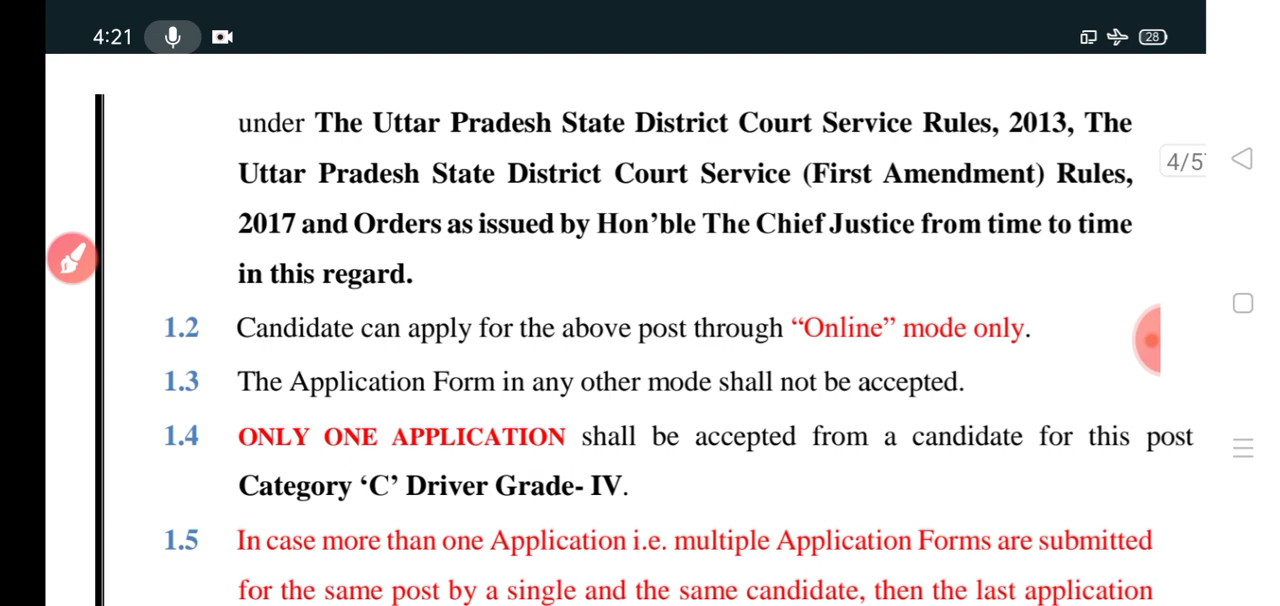 4:21
28
under The Uttar Pradesh State District Court Service Rules, 2013, The
4/5
Uttar Pradesh State District Court Service (First Amendment) Rules,
2017 and Orders as issued by Hon’ble The Chief Justice from time to time
in this regard.
1.2 Candidate can apply for the above post through “Online” mode only.
1.3 The Application Form in any other mode shall not be accepted.
1.4 ONLY ONE APPLICATION shall be accepted from a candidate for this post
Category ‘C’ Driver Grade- IV.
1.5 In case more than one Application i.e. multiple Application Forms are submitted
for the same post by a single and the same candidate, then the last application